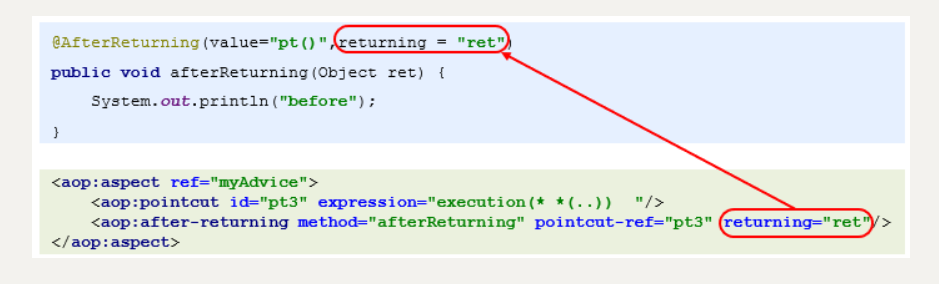 @AfterReturning(value="pt()",returning = "ret")
public void afterReturning(Object ret) {
    System.out.println("before");
}
<aop:aspect ref="myAdvice">
    <aop:pointcut id="pt3" expression="execution(* *(..))  "/>
    <aop:after-returning method="afterReturning" pointcut-ref="pt3" returning="ret"/>
</aop:aspect>